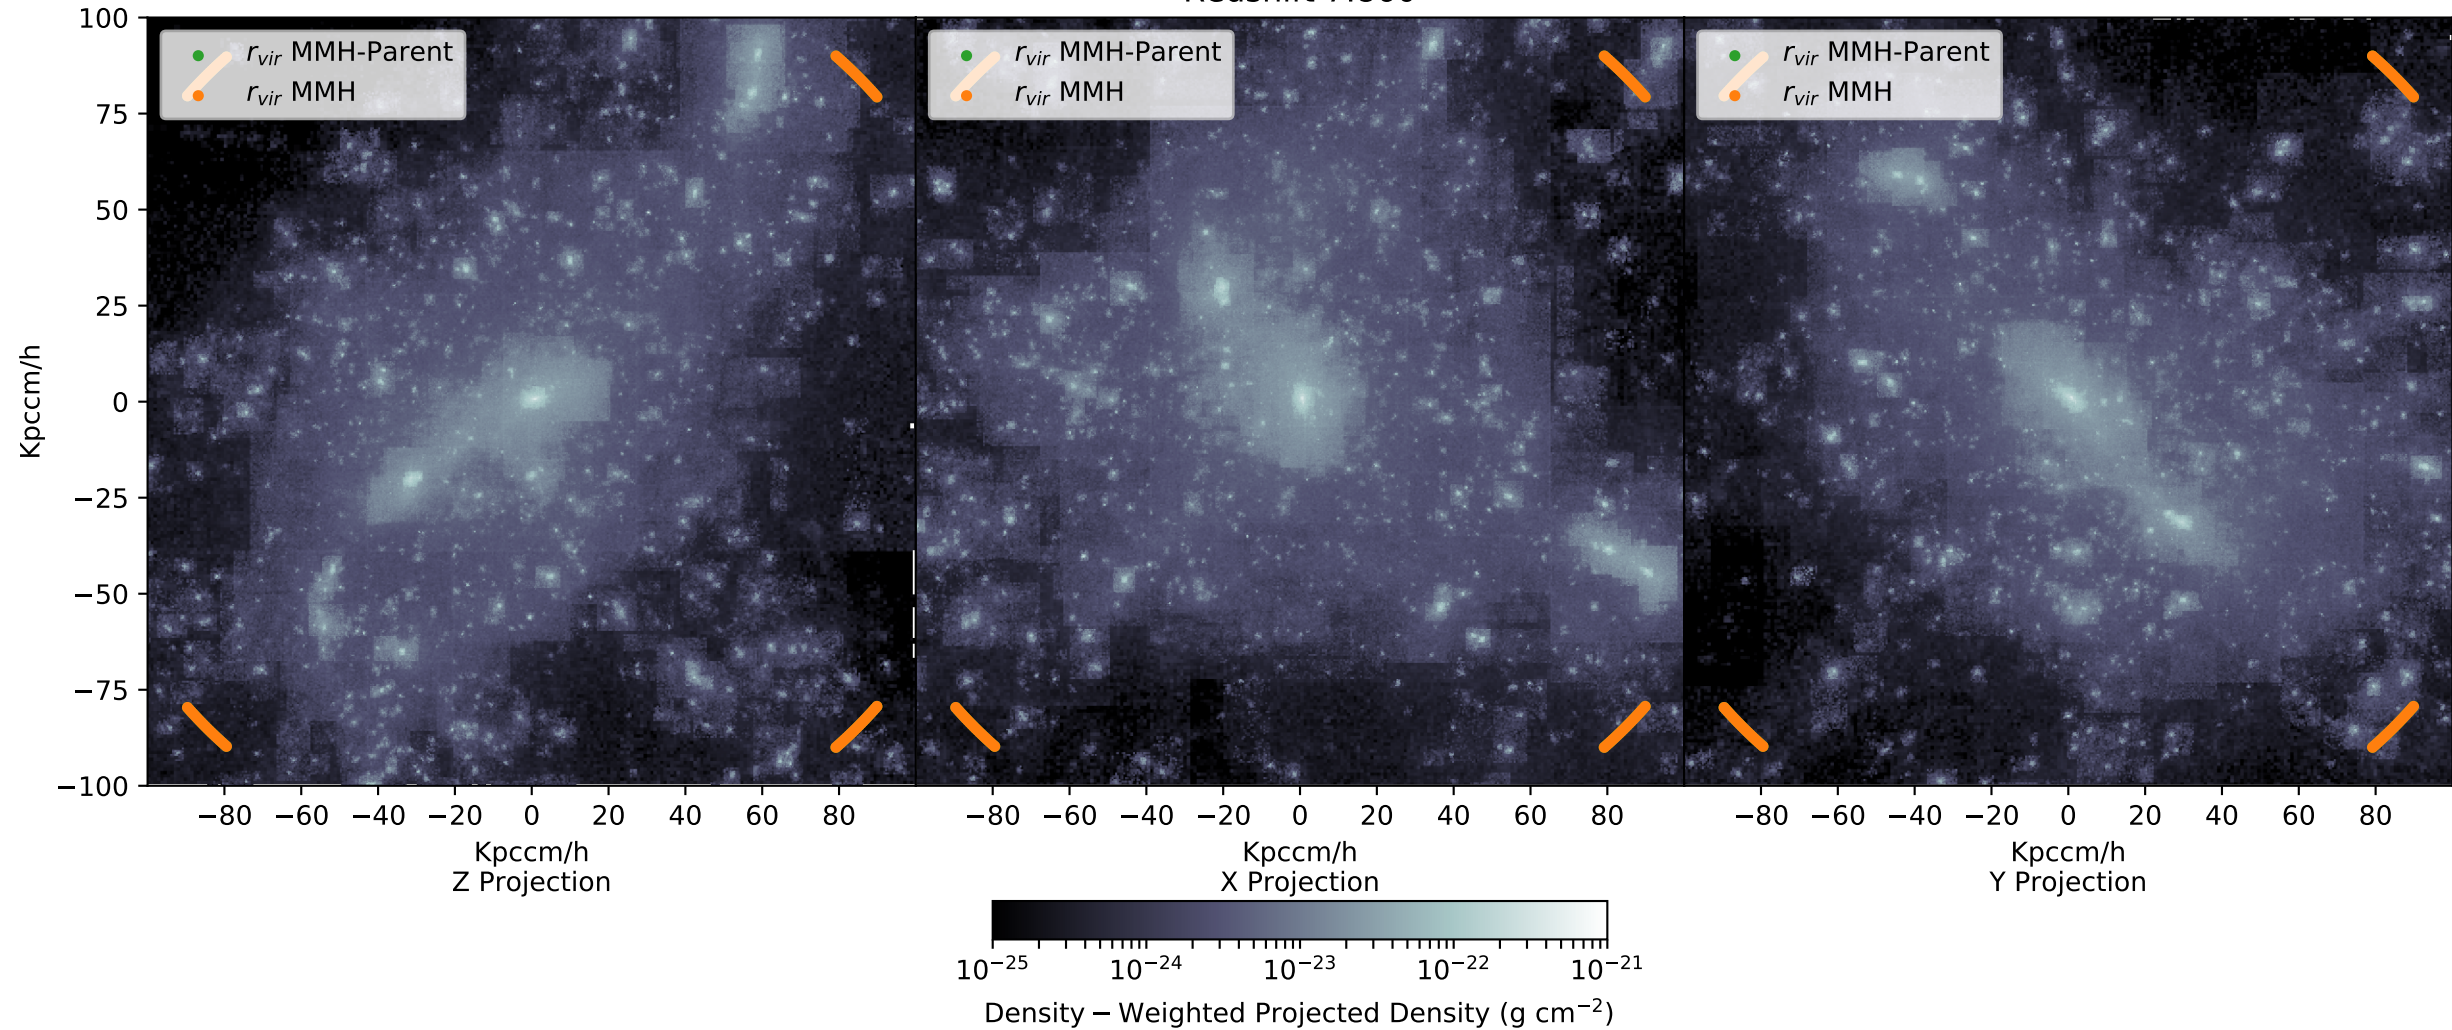 100
75
50
25
0
−25
−50
−75
−100
Kpccm/h
r_vir MMH-Parent
r_vir MMH
r_vir MMH-Parent
r_vir MMH
r_vir MMH-Parent
r_vir MMH
−80 −60 −40 −20 0 20 40 60 80
−80 −60 −40 −20 0 20 40 60 80
−80 −60 −40 −20 0 20 40 60 80
Kpccm/h
Z Projection
Kpccm/h
X Projection
Kpccm/h
Y Projection
10⁻²⁵ 10⁻²⁴ 10⁻²³ 10⁻²² 10⁻²¹
Density − Weighted Projected Density (g cm⁻²)